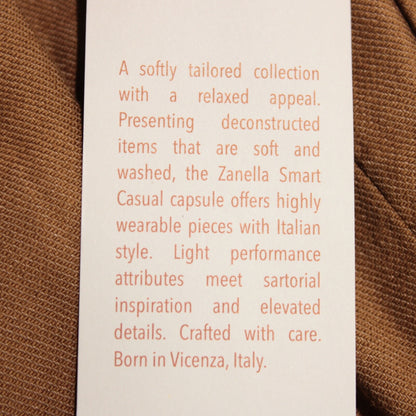 A softly tailored collection
with a relaxed appeal.
Presenting deconstructed
items that are soft and
washed, the Zanella Smart
Casual capsule offers highly
wearable pieces with Italian
style. Light performance
attributes meet sartorial
inspiration and elevated
details. Crafted with care.
Born in Vicenza, Italy.